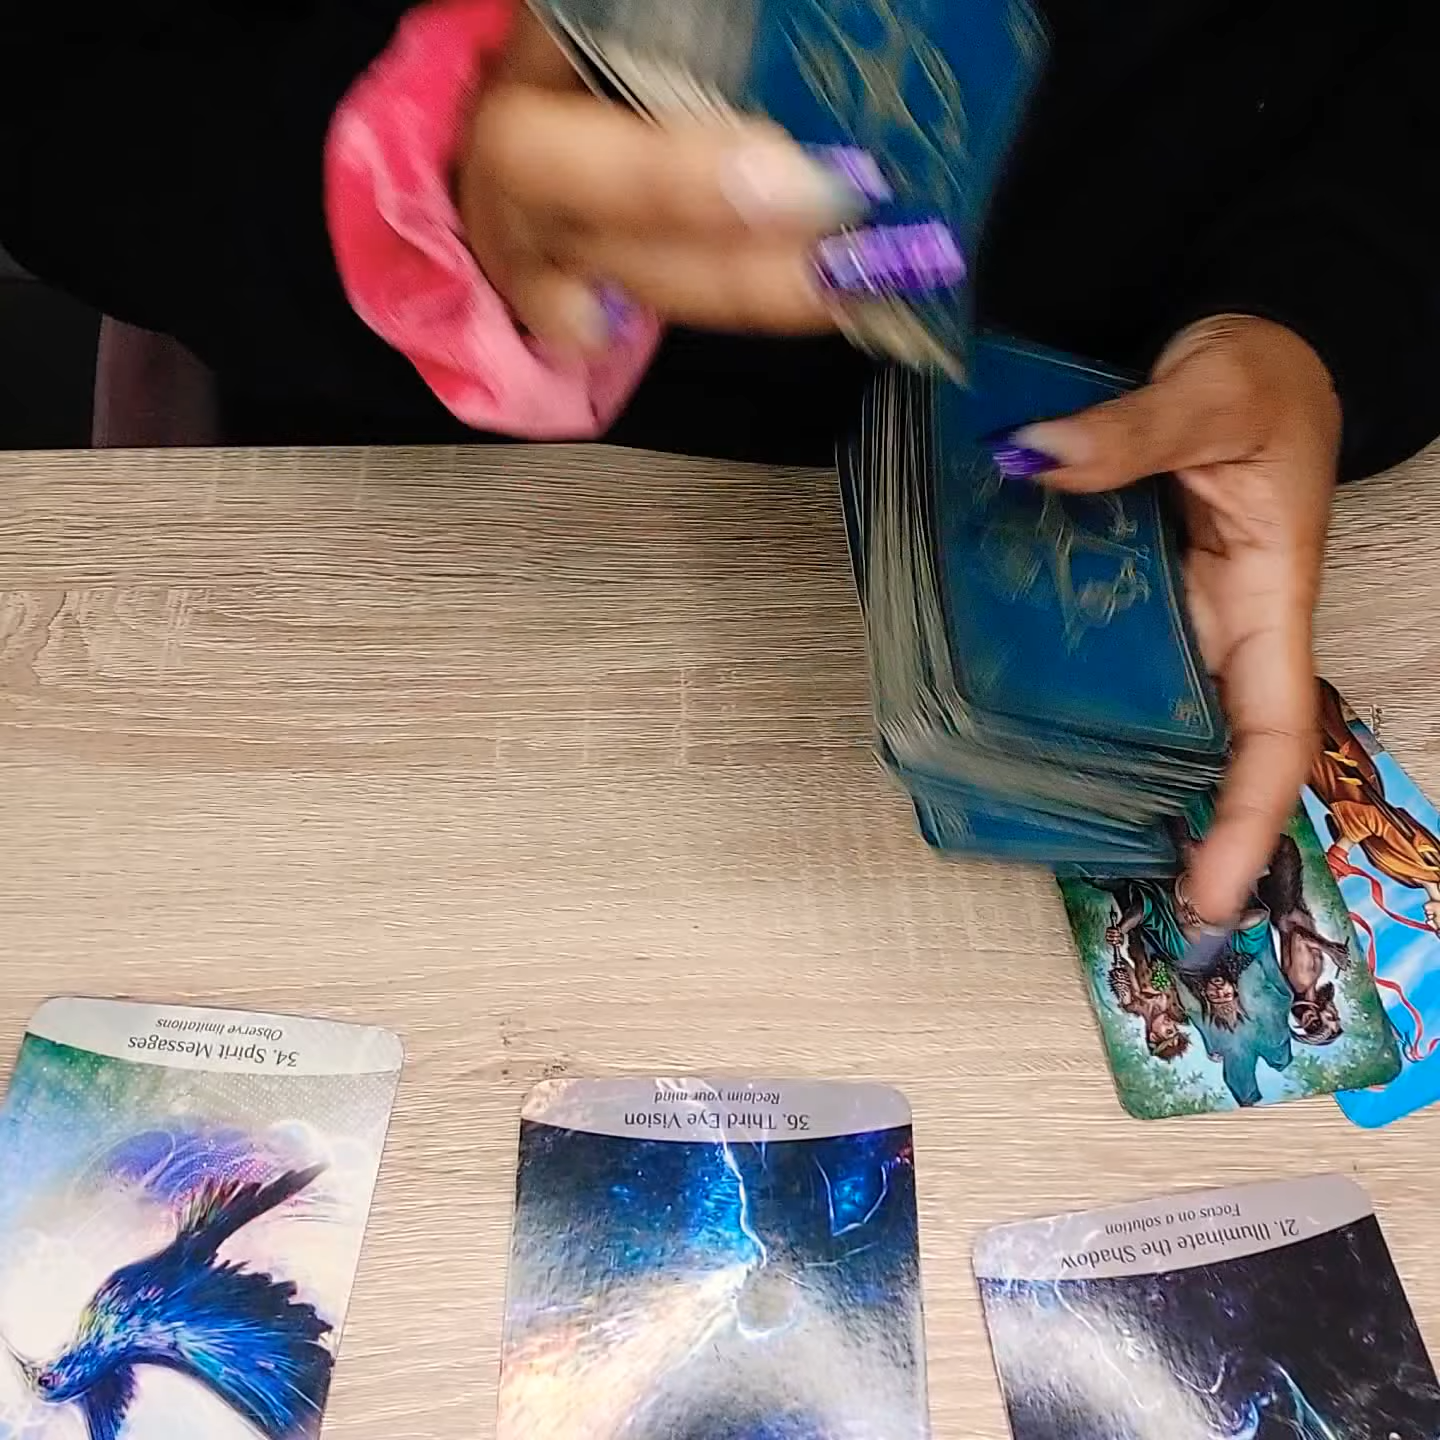 34. Spirit Messages
Observe limitations
36. Third Eye Vision
Reclaim your mind
21. Illuminate the Shadow
Focus on a solution